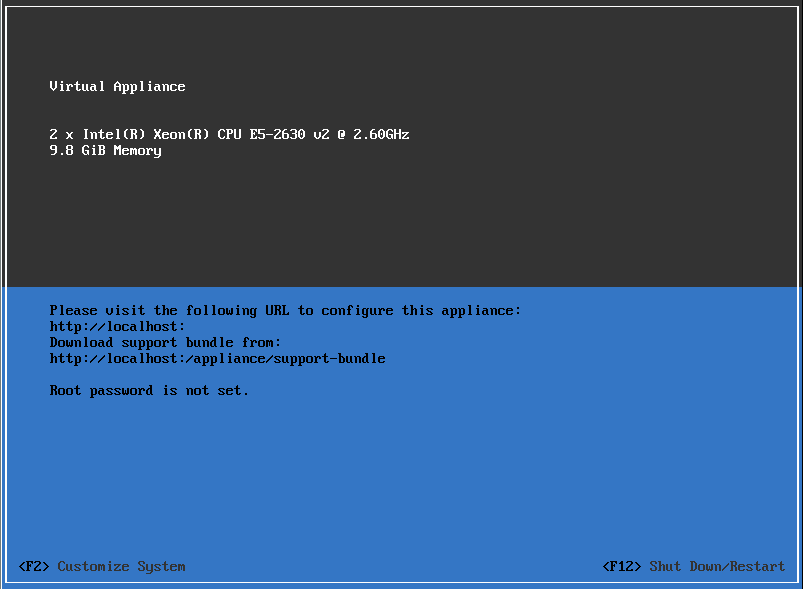 Virtual Appliance
2 x Intel(R) Xeon(R) CPU E5-2630 v2 @ 2.60GHz
9.8 GiB Memory
Please visit the following URL to configure this appliance:
http://localhost:
Download support bundle from:
http://localhost:/appliance/support-bundle
Root password is not set.
<F2> Customize System
<F12> Shut Down/Restart